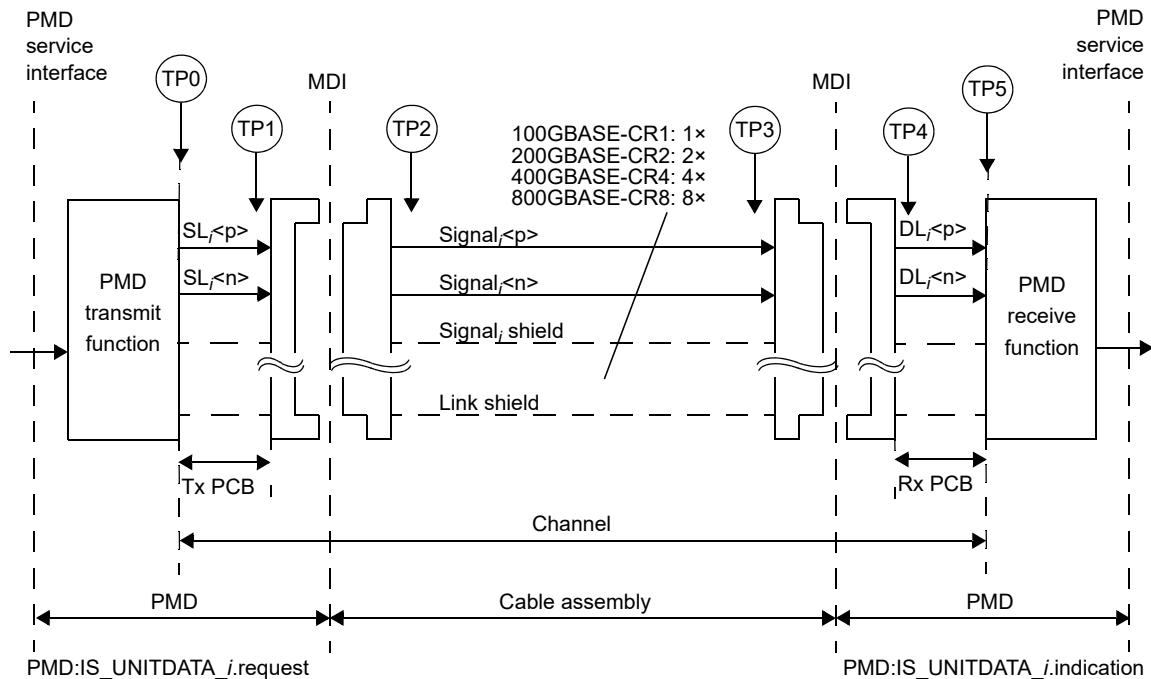 PMD
service
interface
PMD
service
interface
TP0
MDI
MDI
TP5
TP1
TP2
100GBASE-CR1: 1×
200GBASE-CR2: 2×
400GBASE-CR4: 4×
800GBASE-CR8: 8×
TP3
TP4
SLi<p>
Signali<p>
DLi<p>
SLi<n>
Signali<n>
DLi<n>
PMD
transmit
function
PMD
receive
function
Signali shield
Link shield
Tx PCB
Rx PCB
Channel
PMD
Cable assembly
PMD
PMD:IS_UNITDATA_i.request
PMD:IS_UNITDATA_i.indication